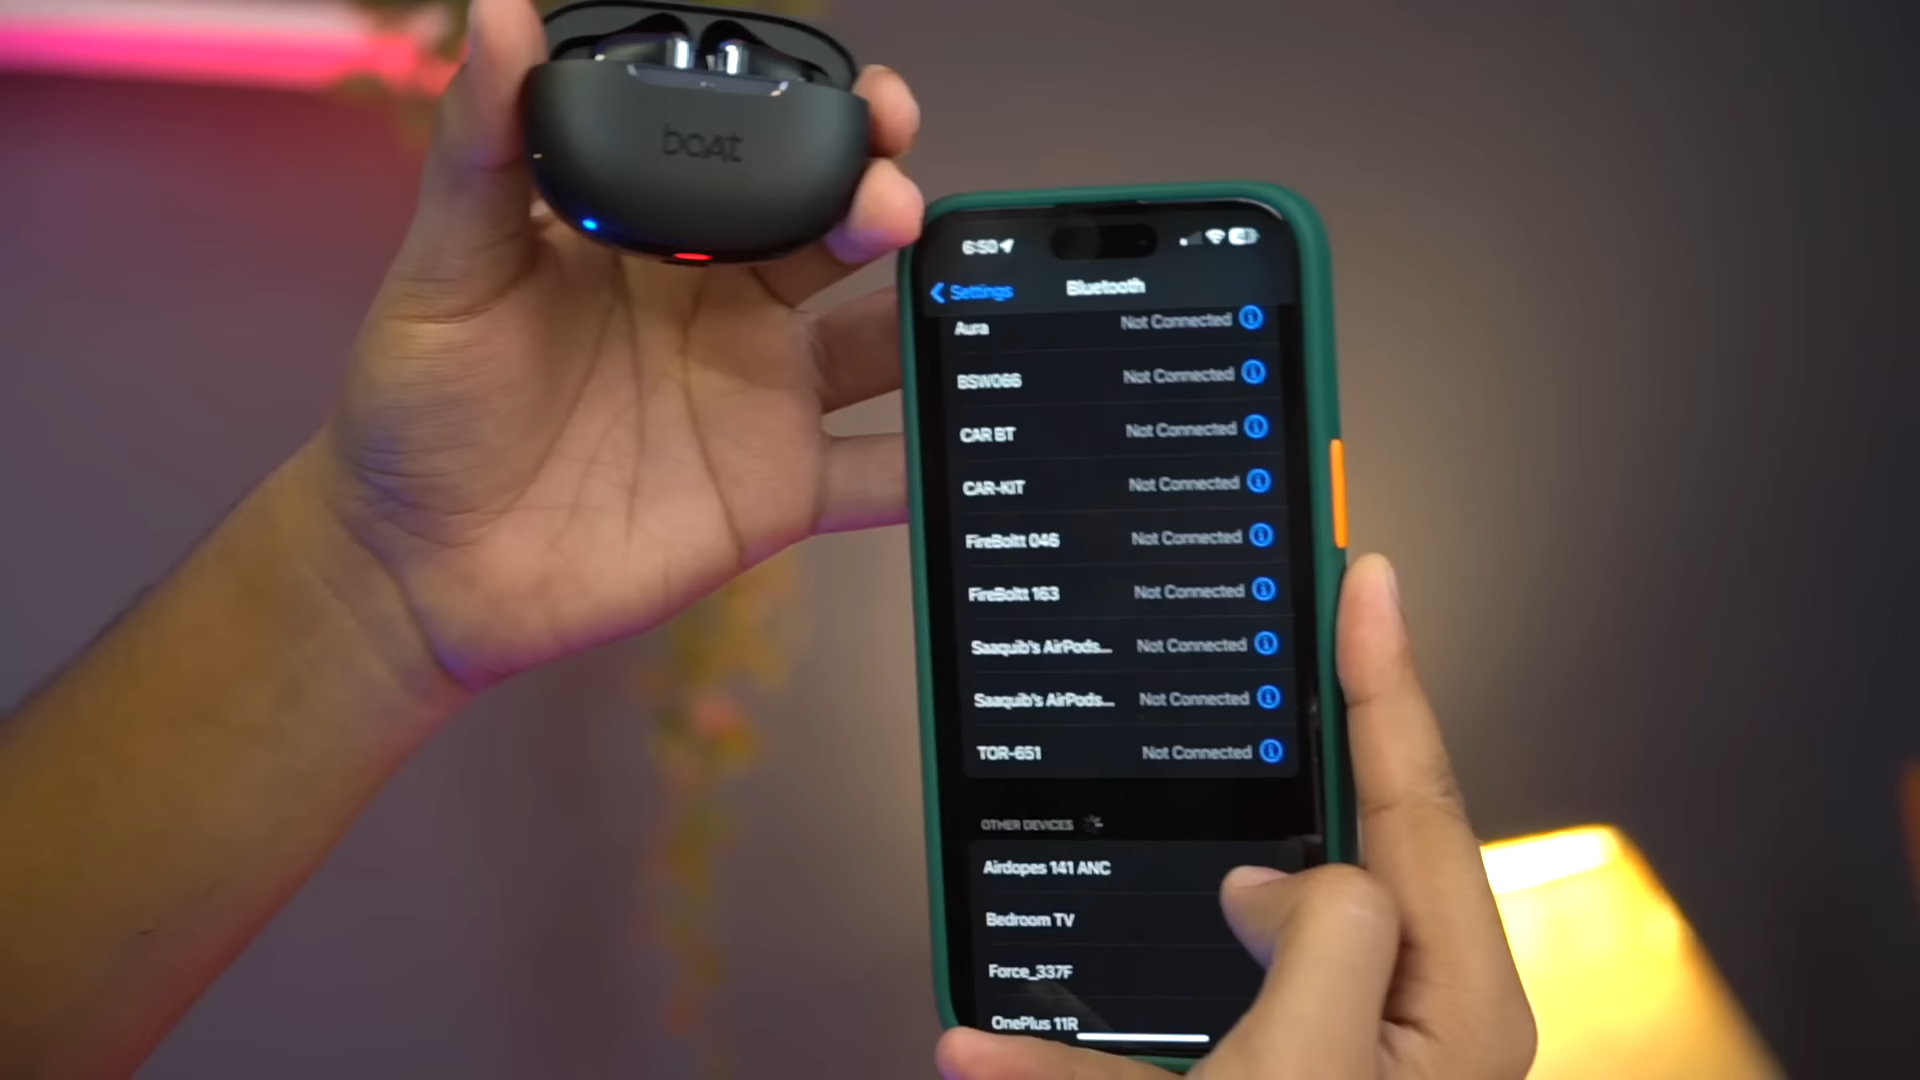 boAt
6:50
Settings
Bluetooth
Aura Not Connected
BSW066 Not Connected
CAR BT Not Connected
CAR-KIT Not Connected
FireBoltt 046 Not Connected
FireBoltt 163 Not Connected
Saaquib's AirPods... Not Connected
Saaquib's AirPods... Not Connected
TOR-651 Not Connected
OTHER DEVICES
Airdopes 141 ANC
Bedroom TV
Force_337F
OnePlus 11R